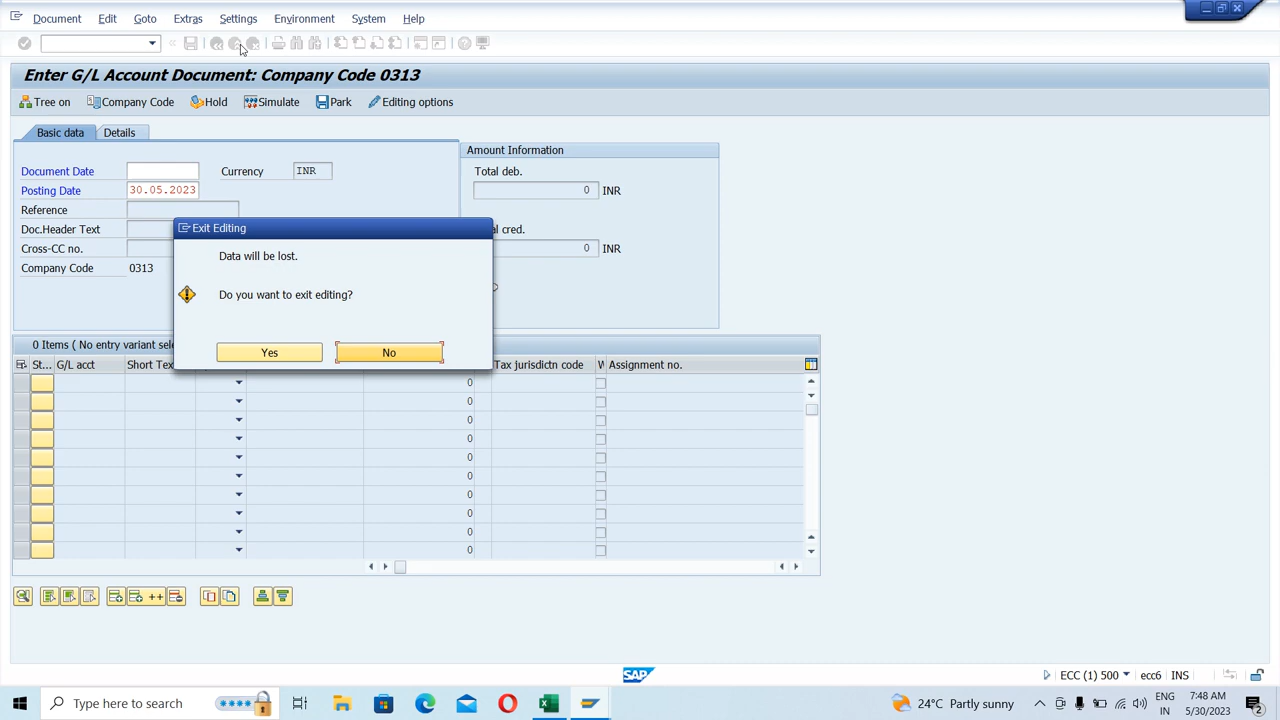 Document Edit Goto Extras Settings Environment System Help
Enter G/L Account Document: Company Code 0313
Tree on Company Code Hold Simulate Park Editing options
Basic data Details
Document Date Currency INR
Posting Date 30.05.2023
Reference
Doc.Header Text
Cross-CC no.
Company Code 0313
Amount Information
Total deb.
0 INR
cred.
0 INR
Exit Editing
Data will be lost.
Do you want to exit editing?
Yes No
0 Items ( No entry variant sele
St... G/L acct Short Tex Tax jurisdictn code W Assignment no.
0
0
0
0
0
0
0
0
0
0
++
SAP
ECC (1) 500 ecc6 INS
Type here to search
24°C Partly sunny
ENG
IN
7:48 AM
5/30/2023
2